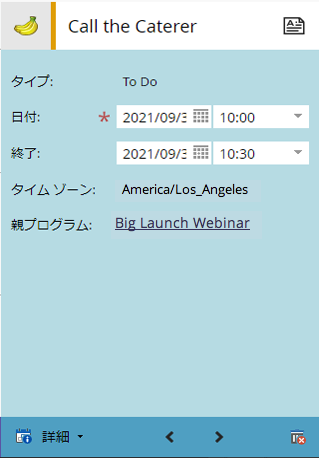 Call the Caterer
タイプ: To Do
日付: * 2021/09/3 10:00
終了: 2021/09/3 10:30
タイム ゾーン: America/Los_Angeles
親プログラム: Big Launch Webinar
詳細